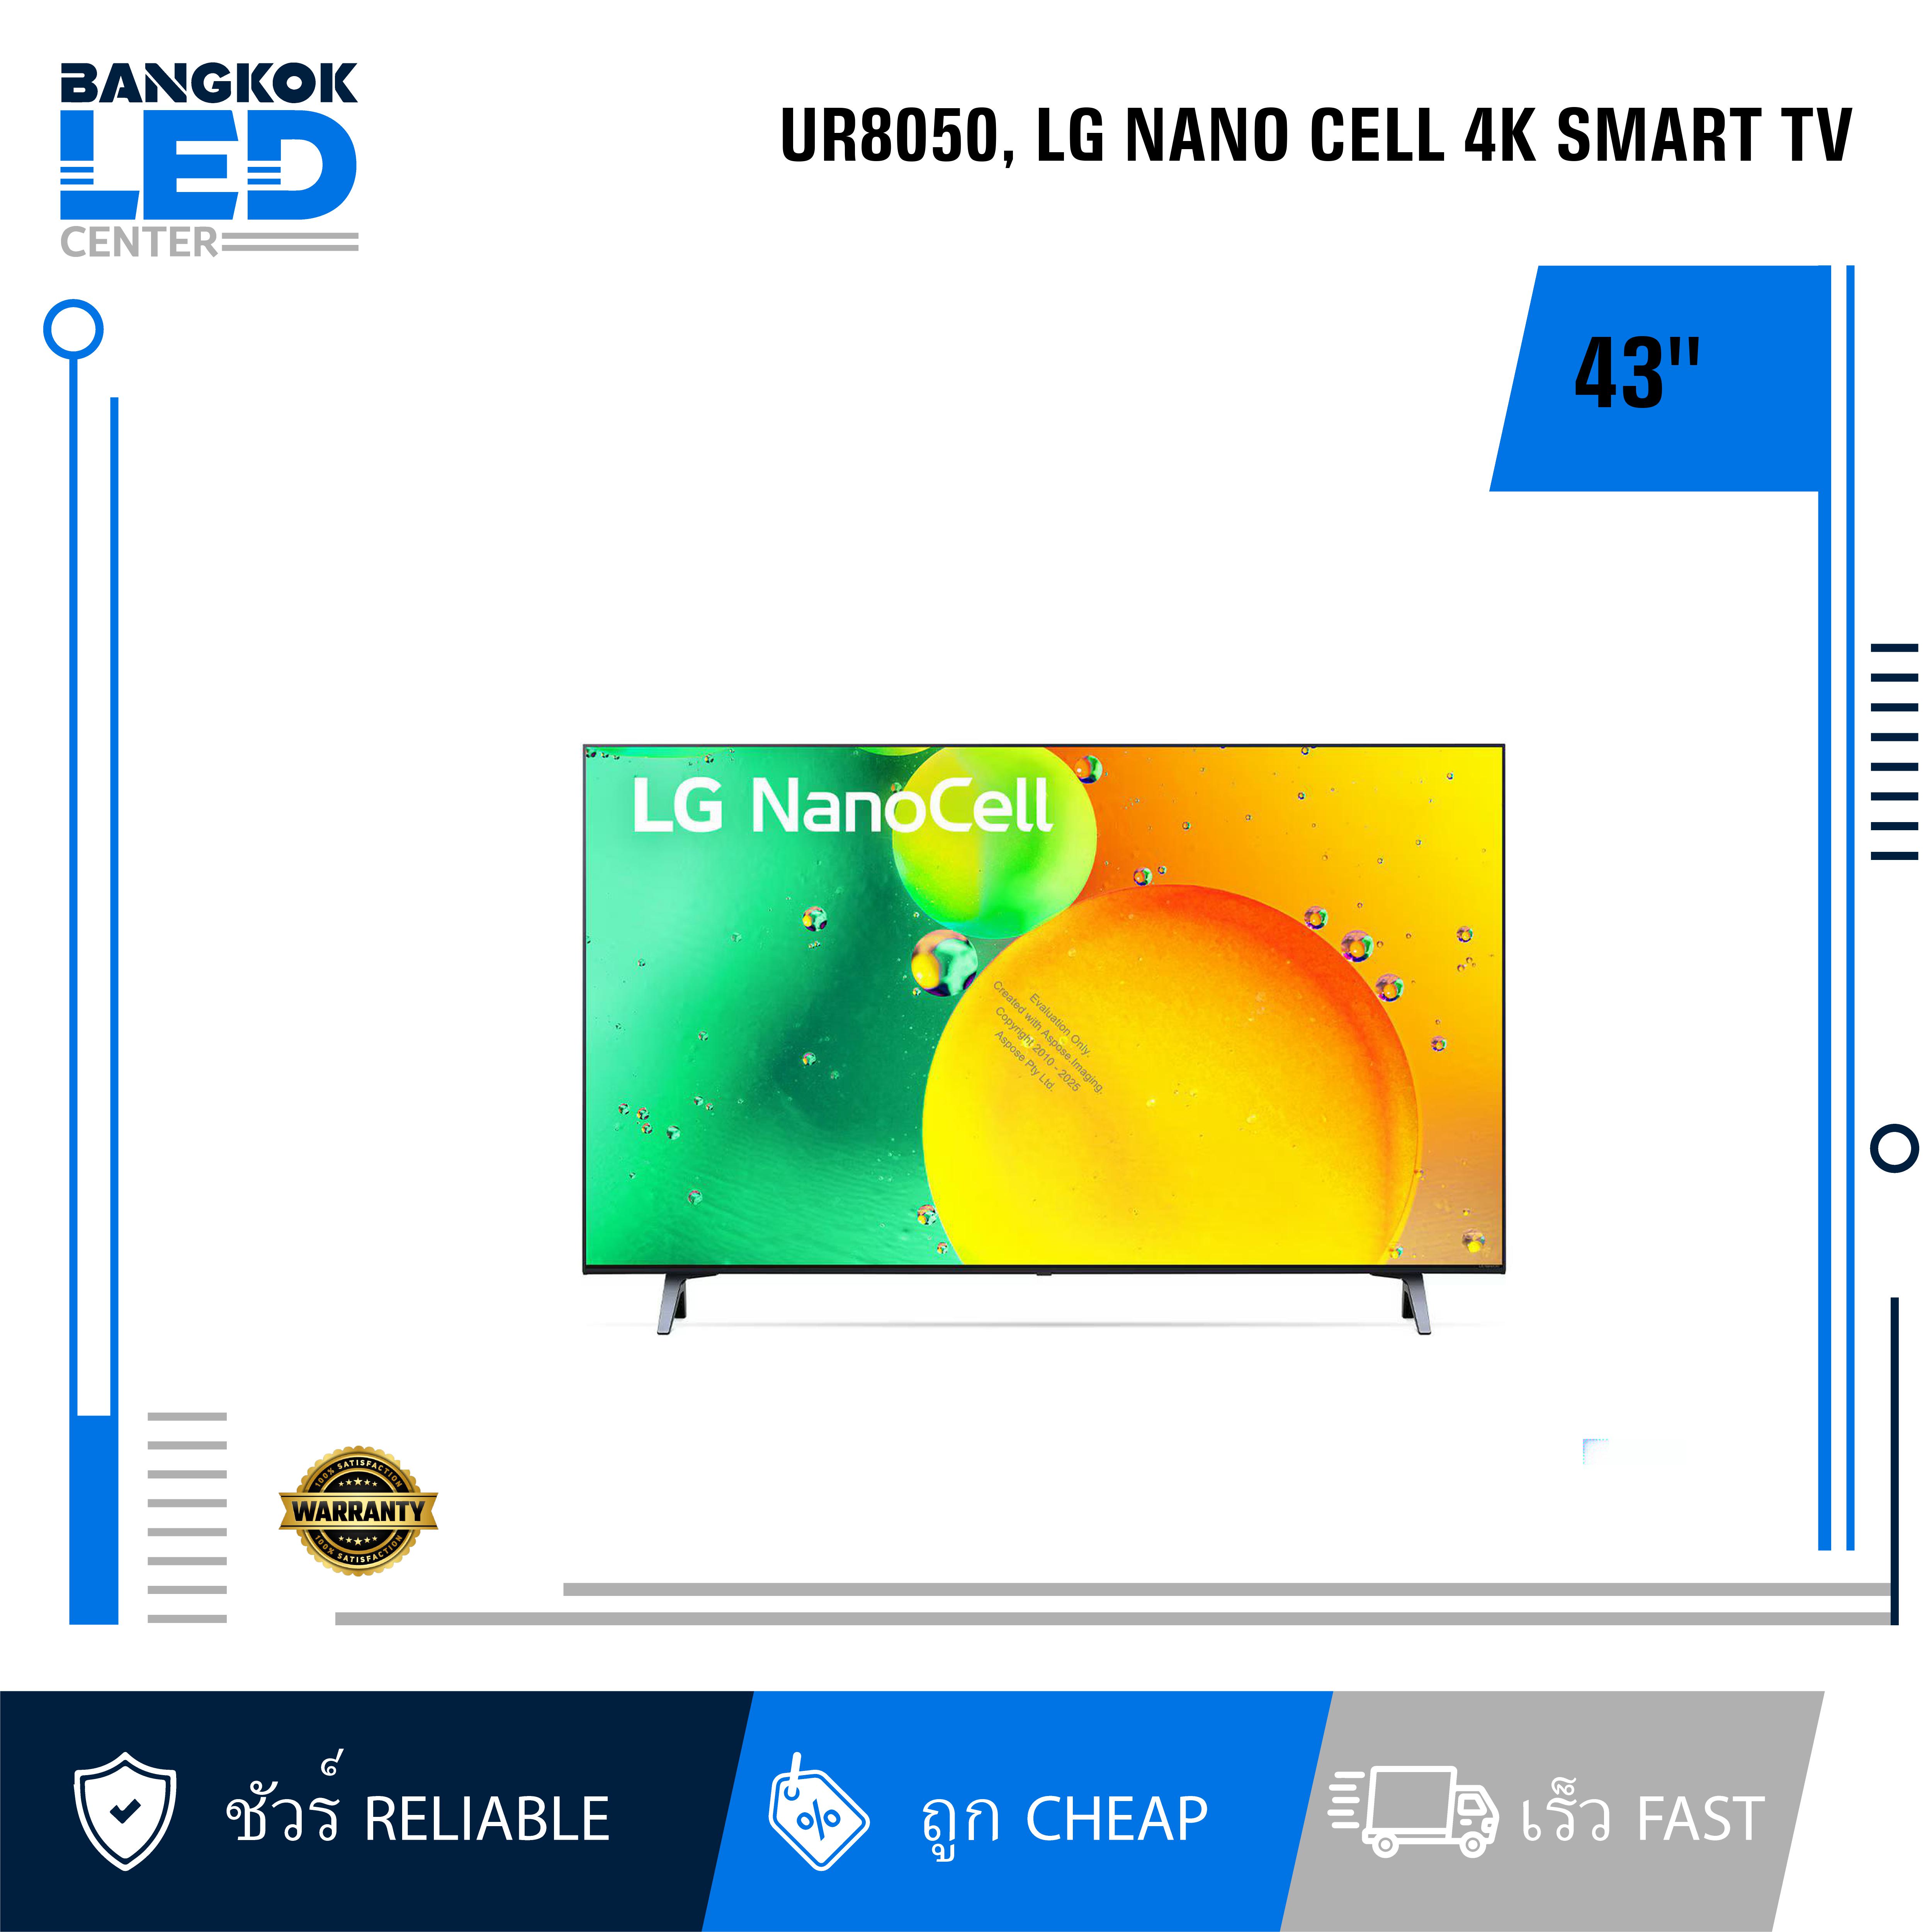 BANGKOK
LED
CENTER
UR8050, LG NANO CELL 4K SMART TV
43"
LG NanoCell
Evaluation Only.
Created with Aspose.Imaging.
Copyright 2010 - 2025
Aspose Pty Ltd.
100% SATISFACTION
WARRANTY
100% SATISFACTION
ชัวร์ RELIABLE
% ถูก CHEAP
เร็ว FAST